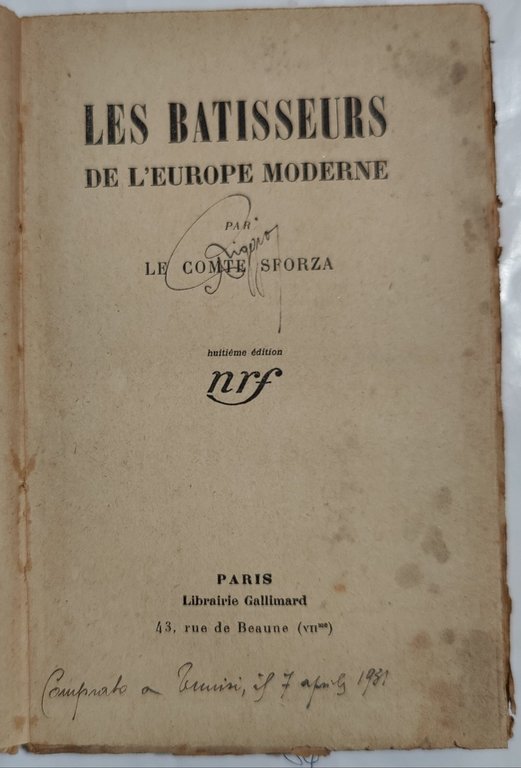 LES BATISSEURS
DE L'EUROPE MODERNE
PAR
LE COMTE SFORZA
huitième édition
nrf
PARIS
Librairie Gallimard
43, rue de Beaune (VIIme)
Comprato a Tunisi, il 7 aprile 1931